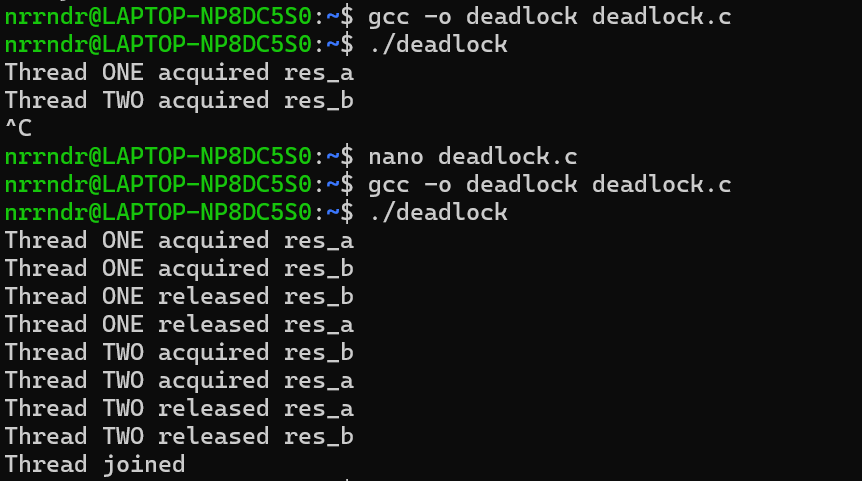 nrrndr@LAPTOP-NP8DC5S0:~$ gcc -o deadlock deadlock.c
nrrndr@LAPTOP-NP8DC5S0:~$ ./deadlock
Thread ONE acquired res_a
Thread TWO acquired res_b
^C
nrrndr@LAPTOP-NP8DC5S0:~$ nano deadlock.c
nrrndr@LAPTOP-NP8DC5S0:~$ gcc -o deadlock deadlock.c
nrrndr@LAPTOP-NP8DC5S0:~$ ./deadlock
Thread ONE acquired res_a
Thread ONE acquired res_b
Thread ONE released res_b
Thread ONE released res_a
Thread TWO acquired res_b
Thread TWO acquired res_a
Thread TWO released res_a
Thread TWO released res_b
Thread joined